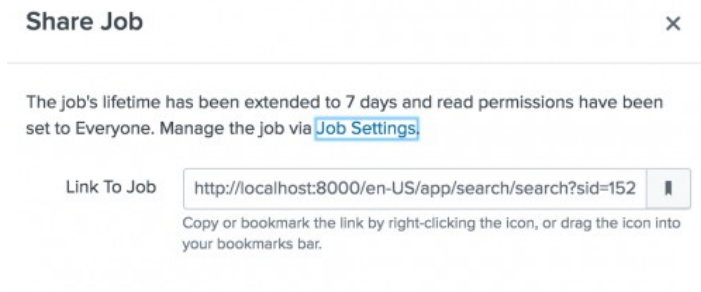 Share Job
The job's lifetime has been extended to 7 days and read permissions have been
set to Everyone. Manage the job via Job Settings.
Link To Job http://localhost:8000/en-US/app/search/search?sid=152
Copy or bookmark the link by right-clicking the icon, or drag the icon into
your bookmarks bar.